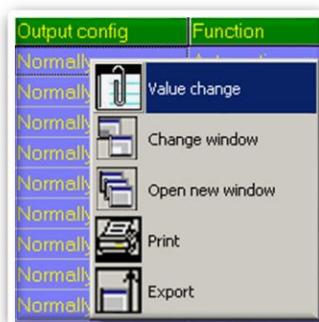 Output config Function
Normally
Normally
Normally
Normally
Normally
Normally
Normally
Normally
Normally
Value change
Change window
Open new window
Print
Export